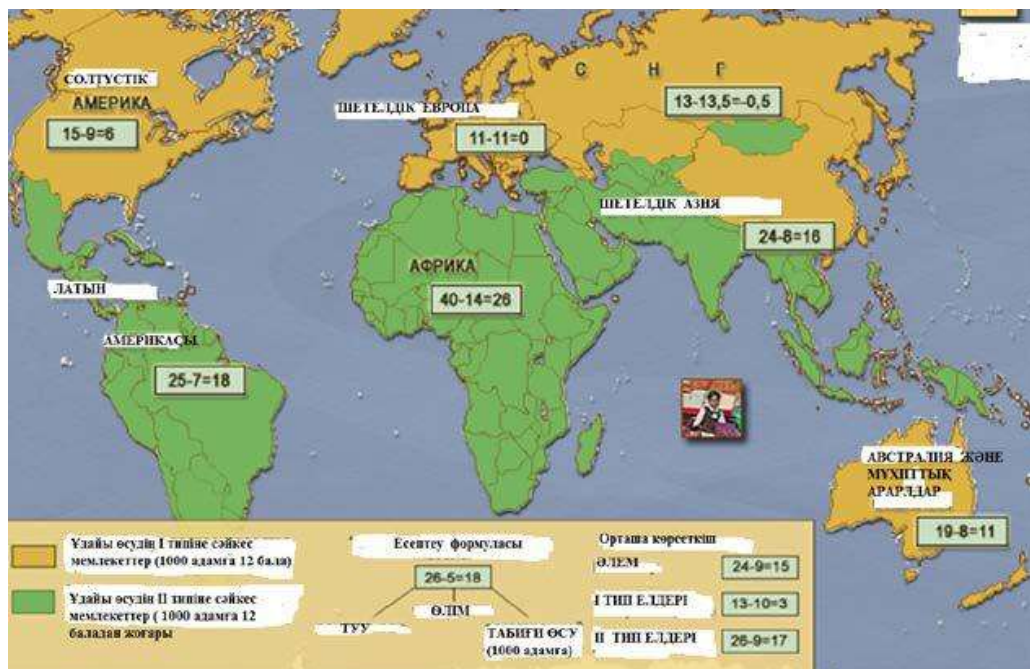 СОЛТҮСТІК
АМЕРИКА
15-9=6
ШЕТЕЛДІК ЕВРОПА
11-11=0
С Н Г
13-13,5=-0,5
ШЕТЕЛДІК АЗИЯ
24-8=16
АФРИКА
40-14=26
ЛАТЫН
АМЕРИКАСЫ
25-7=18
АВСТРАЛИЯ ЖӘНЕ
МҰХИТТЫҚ
АРАРЛДАР
19-8=11
Ұдайы өсудің I типіне сәйкес
мемлекеттер (1000 адамға 12 бала)
Ұдайы өсудің II типіне сәйкес
мемлекеттер ( 1000 адамға 12
баладан жоғары
Есептеу формуласы
26-5=18
ӨЛІМ
ТУУ
ТАБИҒИ ӨСУ
(1000 адамға)
Орташа көрсеткіш
ӘЛЕМ
24-9=15
І ТИП ЕЛДЕРІ
13-10=3
ІІ ТИП ЕЛДЕРІ
26-9=17